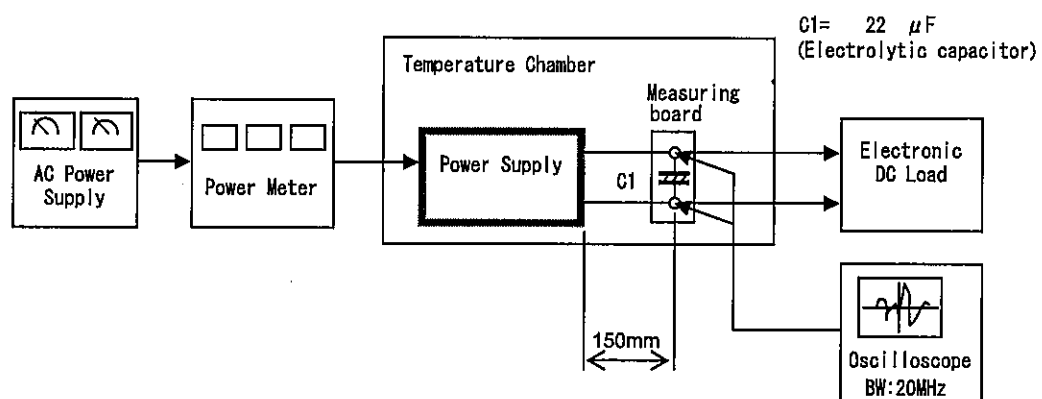 C1= 22 μF
(Electrolytic capacitor)
Temperature Chamber
Measuring
board
AC Power
Supply
Power Meter
Power Supply
C1
Electronic
DC Load
150mm
Oscilloscope
BW:20MHz